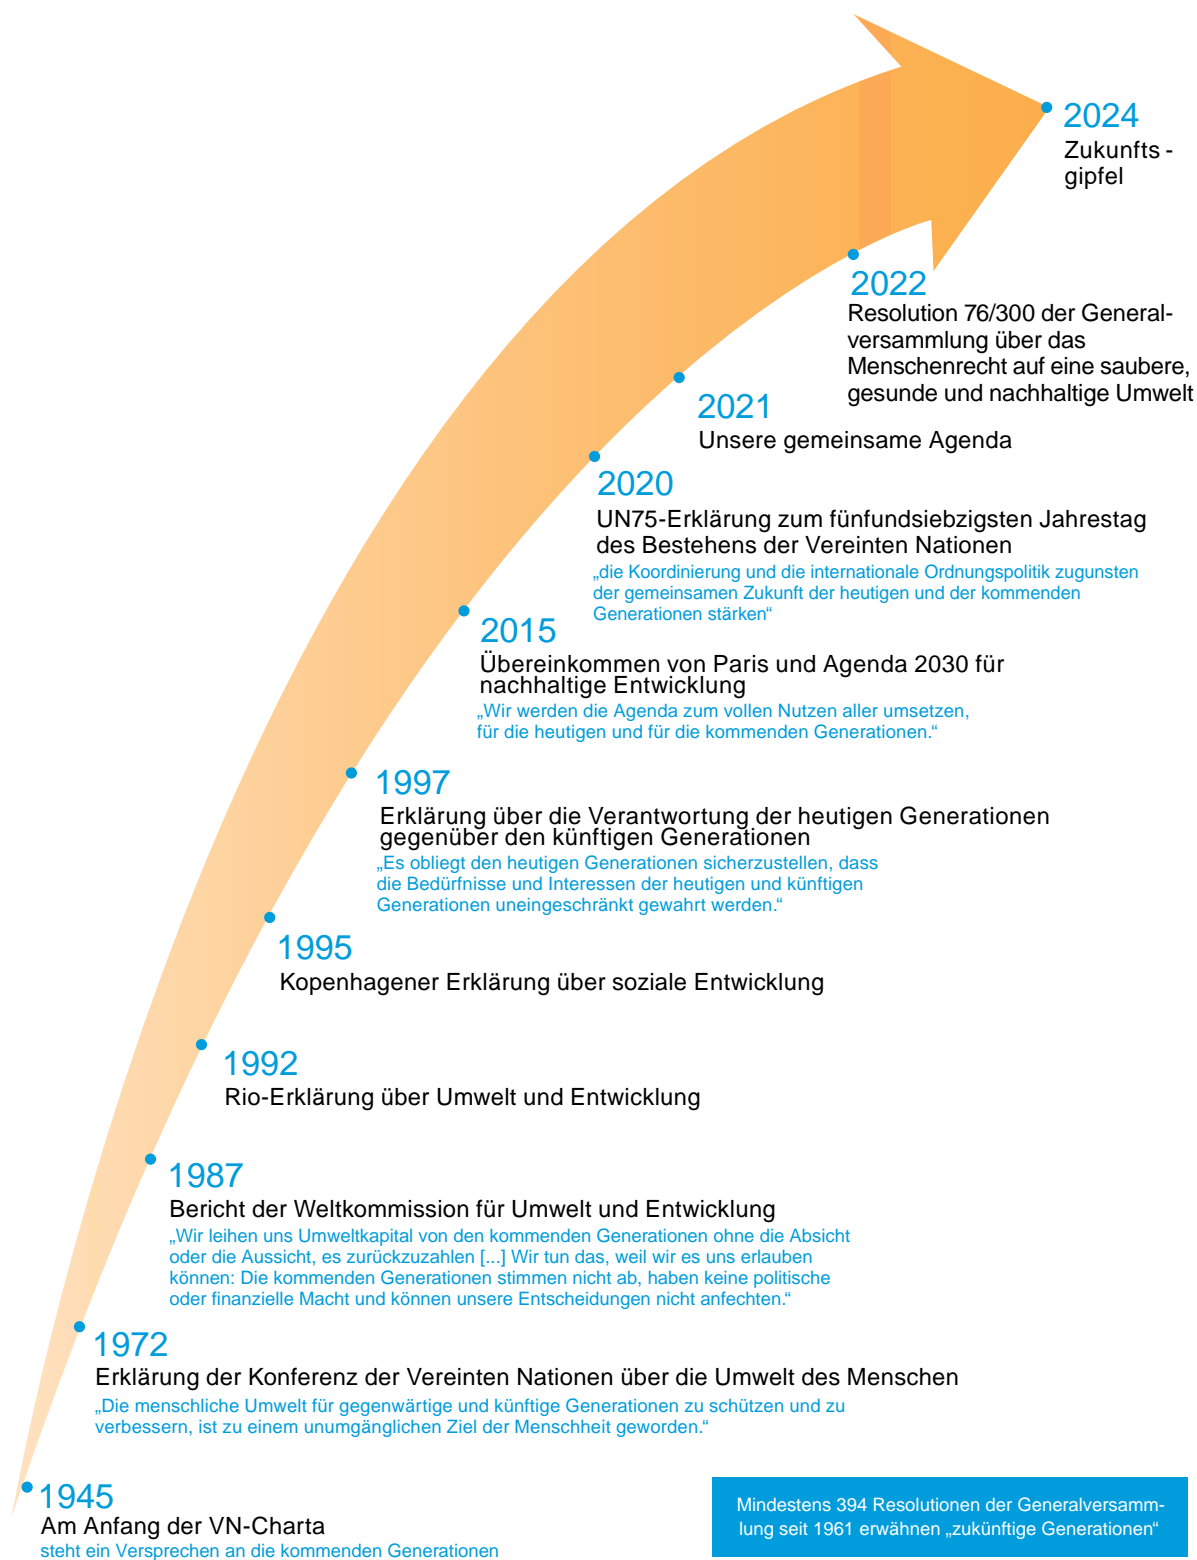 2024
Zukunfts -
gipfel
2022
Resolution 76/300 der General-
versammlung über das
Menschenrecht auf eine saubere,
gesunde und nachhaltige Umwelt
2021
Unsere gemeinsame Agenda
2020
UN75-Erklärung zum fünfundsiebzigsten Jahrestag
des Bestehens der Vereinten Nationen
„die Koordinierung und die internationale Ordnungspolitik zugunsten
der gemeinsamen Zukunft der heutigen und der kommenden
Generationen stärken“
2015
Übereinkommen von Paris und Agenda 2030 für
nachhaltige Entwicklung
„Wir werden die Agenda zum vollen Nutzen aller umsetzen,
für die heutigen und für die kommenden Generationen.“
1997
Erklärung über die Verantwortung der heutigen Generationen
gegenüber den künftigen Generationen
„Es obliegt den heutigen Generationen sicherzustellen, dass
die Bedürfnisse und Interessen der heutigen und künftigen
Generationen uneingeschränkt gewahrt werden.“
1995
Kopenhagener Erklärung über soziale Entwicklung
1992
Rio-Erklärung über Umwelt und Entwicklung
1987
Bericht der Weltkommission für Umwelt und Entwicklung
„Wir leihen uns Umweltkapital von den kommenden Generationen ohne die Absicht
oder die Aussicht, es zurückzuzahlen [...] Wir tun das, weil wir es uns erlauben
können: Die kommenden Generationen stimmen nicht ab, haben keine politische
oder finanzielle Macht und können unsere Entscheidungen nicht anfechten.“
1972
Erklärung der Konferenz der Vereinten Nationen über die Umwelt des Menschen
„Die menschliche Umwelt für gegenwärtige und künftige Generationen zu schützen und zu
verbessern, ist zu einem unumgänglichen Ziel der Menschheit geworden.“
1945
Am Anfang der VN-Charta
steht ein Versprechen an die kommenden Generationen
Mindestens 394 Resolutionen der Generalversamm-
lung seit 1961 erwähnen „zukünftige Generationen“